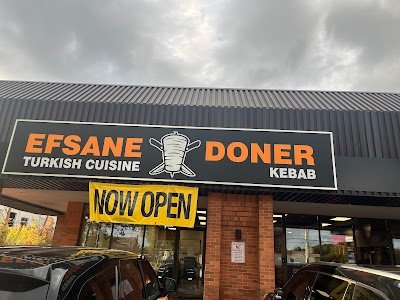 EFSANE DONER
TURKISH CUISINE KEBAB
NOW OPEN